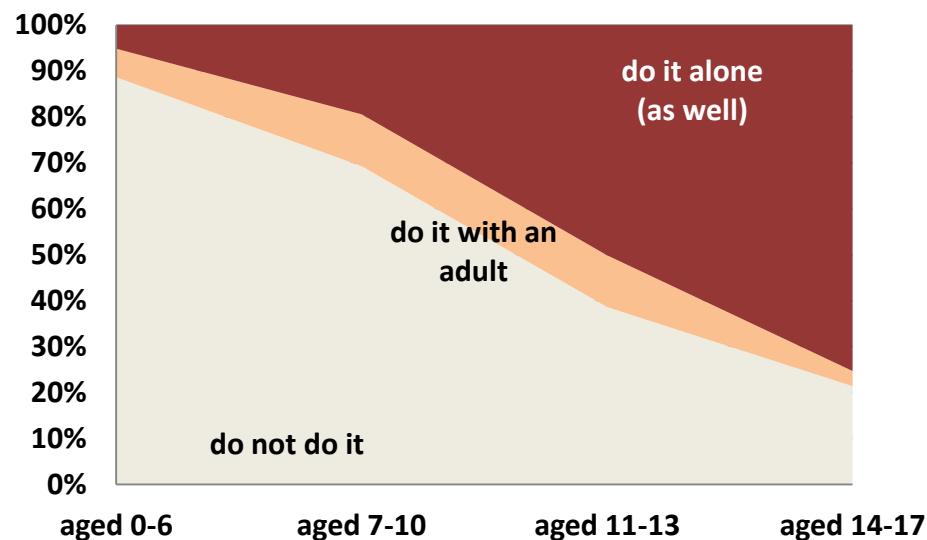 100%
90%
80%
70%
60%
50%
40%
30%
20%
10%
0%
do it alone
(as well)
do it with an
adult
do not do it
aged 0-6
aged 7-10
aged 11-13
aged 14-17